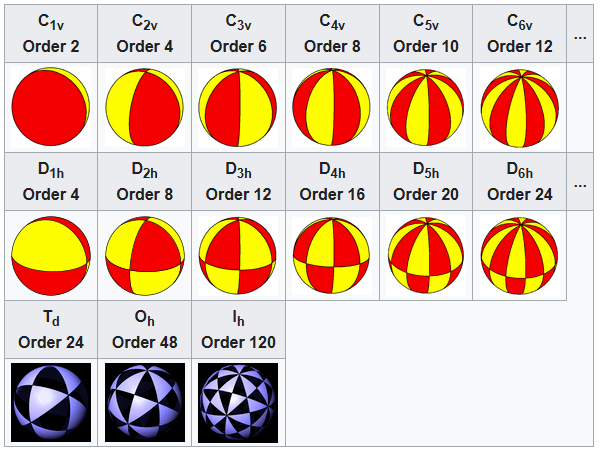 C1v C2v C3v C4v C5v C6v ...
Order 2 Order 4 Order 6 Order 8 Order 10 Order 12
D1h D2h D3h D4h D5h D6h ...
Order 4 Order 8 Order 12 Order 16 Order 20 Order 24
Td Oh Ih
Order 24 Order 48 Order 120